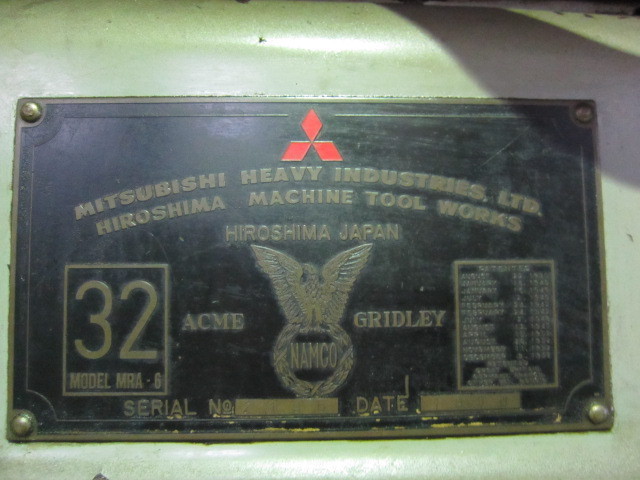 MITSUBISHI HEAVY INDUSTRIES, LTD.
HIROSHIMA MACHINE TOOL WORKS
HIROSHIMA JAPAN
32
MODEL MRA - 6
ACME
NAMCO
GRIDLEY
SERIAL No
DATE